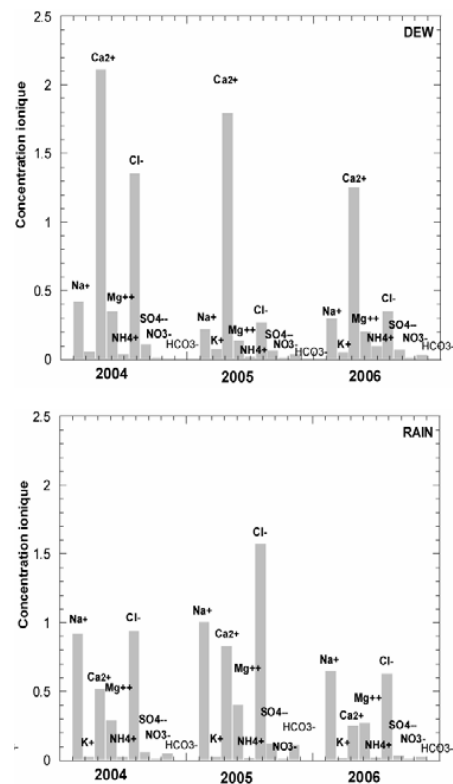 DEW
Concentration ionique
2.5
2
1.5
1
0.5
0
Na+
Ca2+
Mg++
NH4+
Cl-
SO4--
NO3-
HCO3-
Na+
K+
Ca2+
Mg++
NH4+
Cl-
SO4--
NO3-
HCO3-
Na+
K+
Ca2+
Mg++
NH4+
Cl-
SO4--
NO3-
HCO3-
2004 2005 2006
RAIN
Concentration ionique
2.5
2
1.5
1
0.5
0
Na+
K+
Ca2+
Mg++
NH4+
Cl-
SO4--
NO3-
HCO3-
Na+
K+
Ca2+
Mg++
NH4+
Cl-
SO4--
NO3-
HCO3-
Na+
K+
Ca2+
Mg++
NH4+
Cl-
SO4--
NO3-
HCO3-
2004 2005 2006